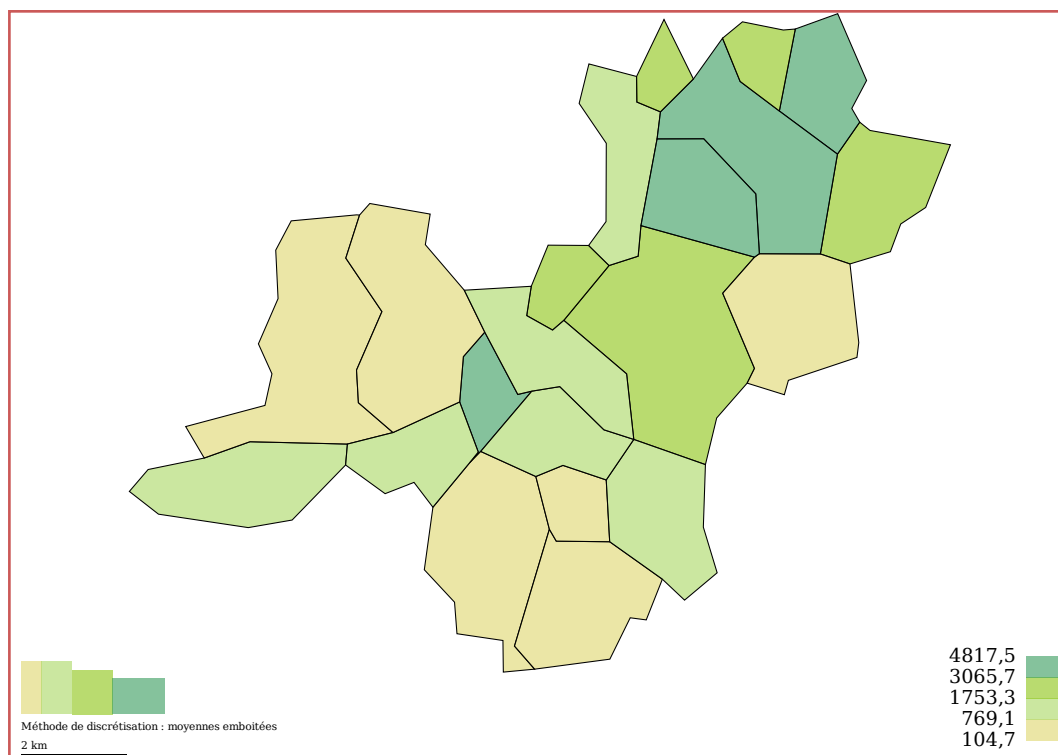 4817,5
3065,7
1753,3
769,1
104,7
Méthode de discrétisation : moyennes emboitées
2 km